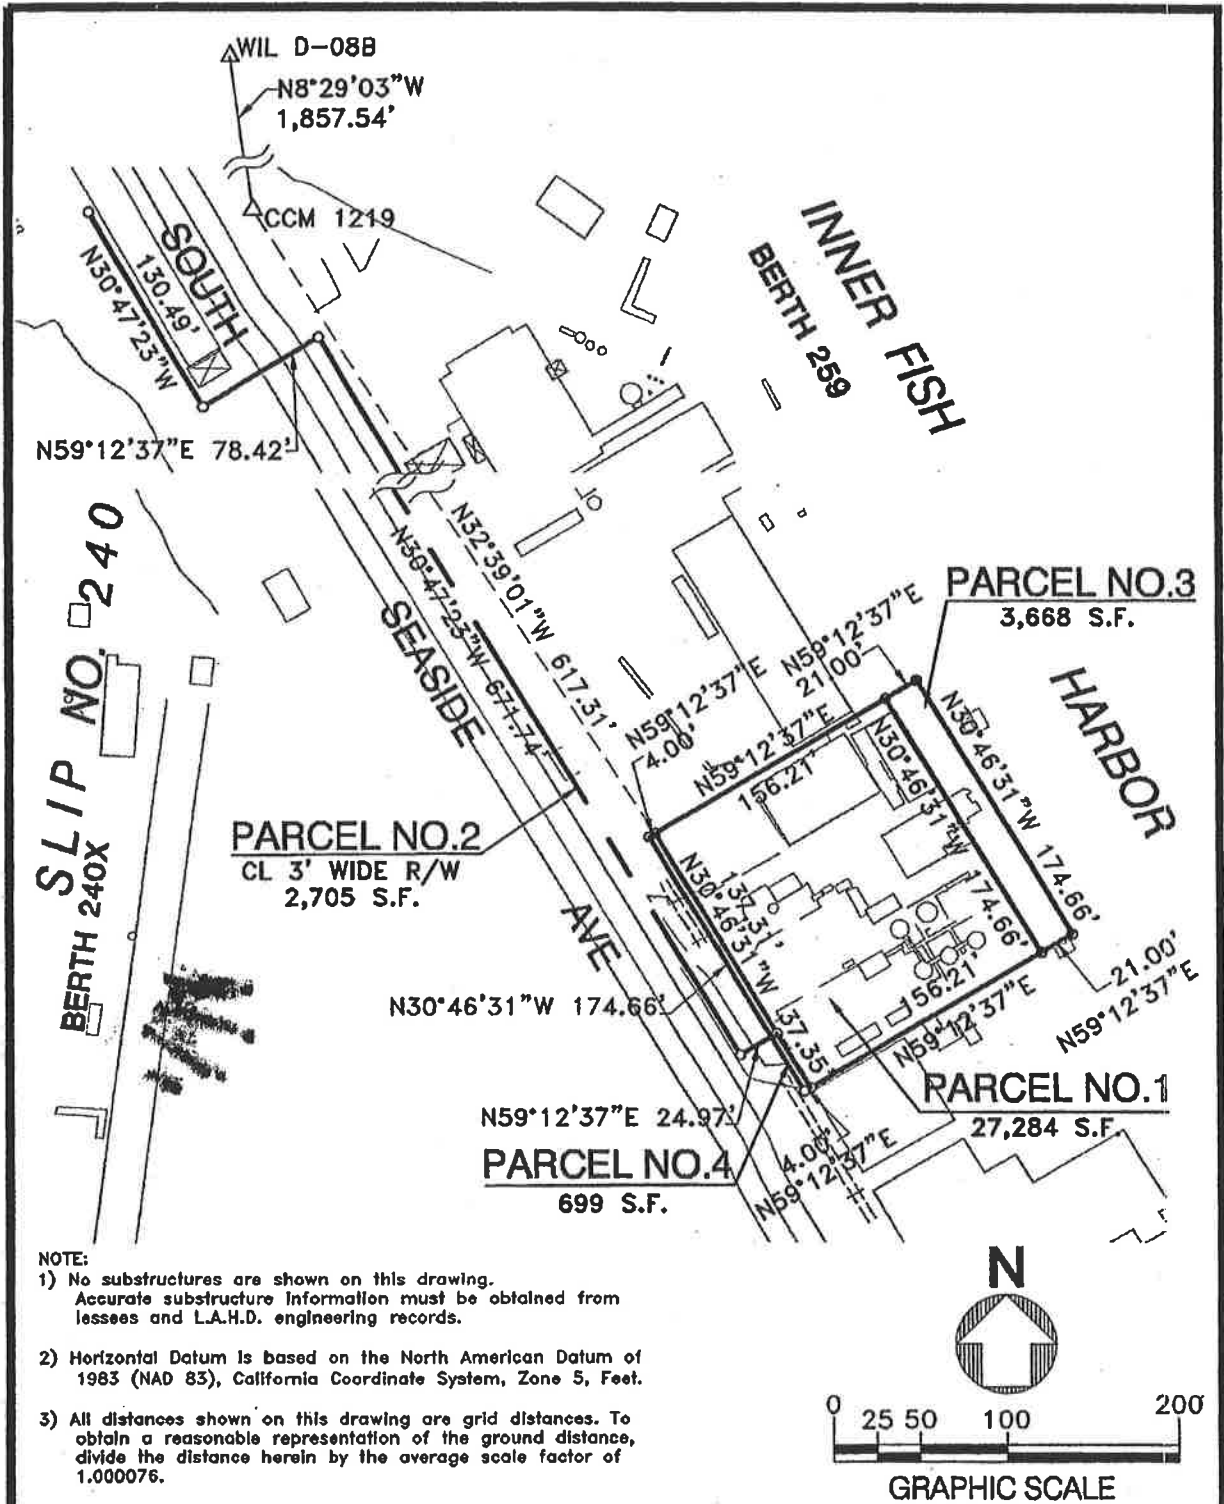 WIL D-08B
N8°29'03"W
1,857.54'
CCM 1219
SOUTH
130.49'
N30°47'23"W
N59°12'37"E 78.42'
INNER FISH
BERTH 259
HARBOR
SLIP NO. 240
BERTH 240X
N32°39'01"W 617.31'
N30°47'23"W 671.74'
SEASIDE
AVE
PARCEL NO.3
3,668 S.F.
N59°12'37"E
21.00'
N59°12'37"E
4.00'
N59°12'37"E
156.21'
N30°46'31"W 174.66'
N30°46'31"W 174.66'
PARCEL NO.2
CL 3' WIDE R/W
2,705 S.F.
137.31'
N30°46'31"W
N30°46'31"W 174.66'
37.35'
156.21'
N59°12'37"E
21.00'
N59°12'37"E
PARCEL NO.1
27,284 S.F.
N59°12'37"E 24.97'
PARCEL NO.4
699 S.F.
4.00'
N59°12'37"E
NOTE:
1) No substructures are shown on this drawing.
Accurate substructure information must be obtained from
lessees and L.A.H.D. engineering records.
2) Horizontal Datum is based on the North American Datum of
1983 (NAD 83), California Coordinate System, Zone 5, Feet.
3) All distances shown on this drawing are grid distances. To
obtain a reasonable representation of the ground distance,
divide the distance herein by the average scale factor of
1.000076.
N
0 25 50 100 200
GRAPHIC SCALE